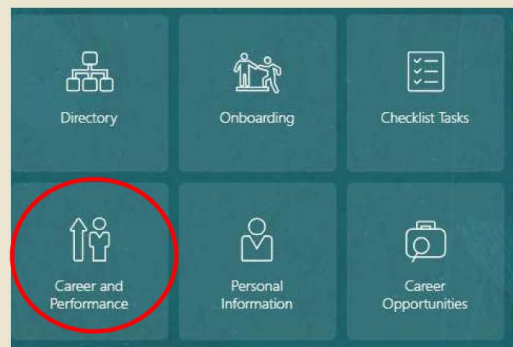 Directory
Onboarding
Checklist Tasks
Career and
Performance
Personal
Information
Career
Opportunities